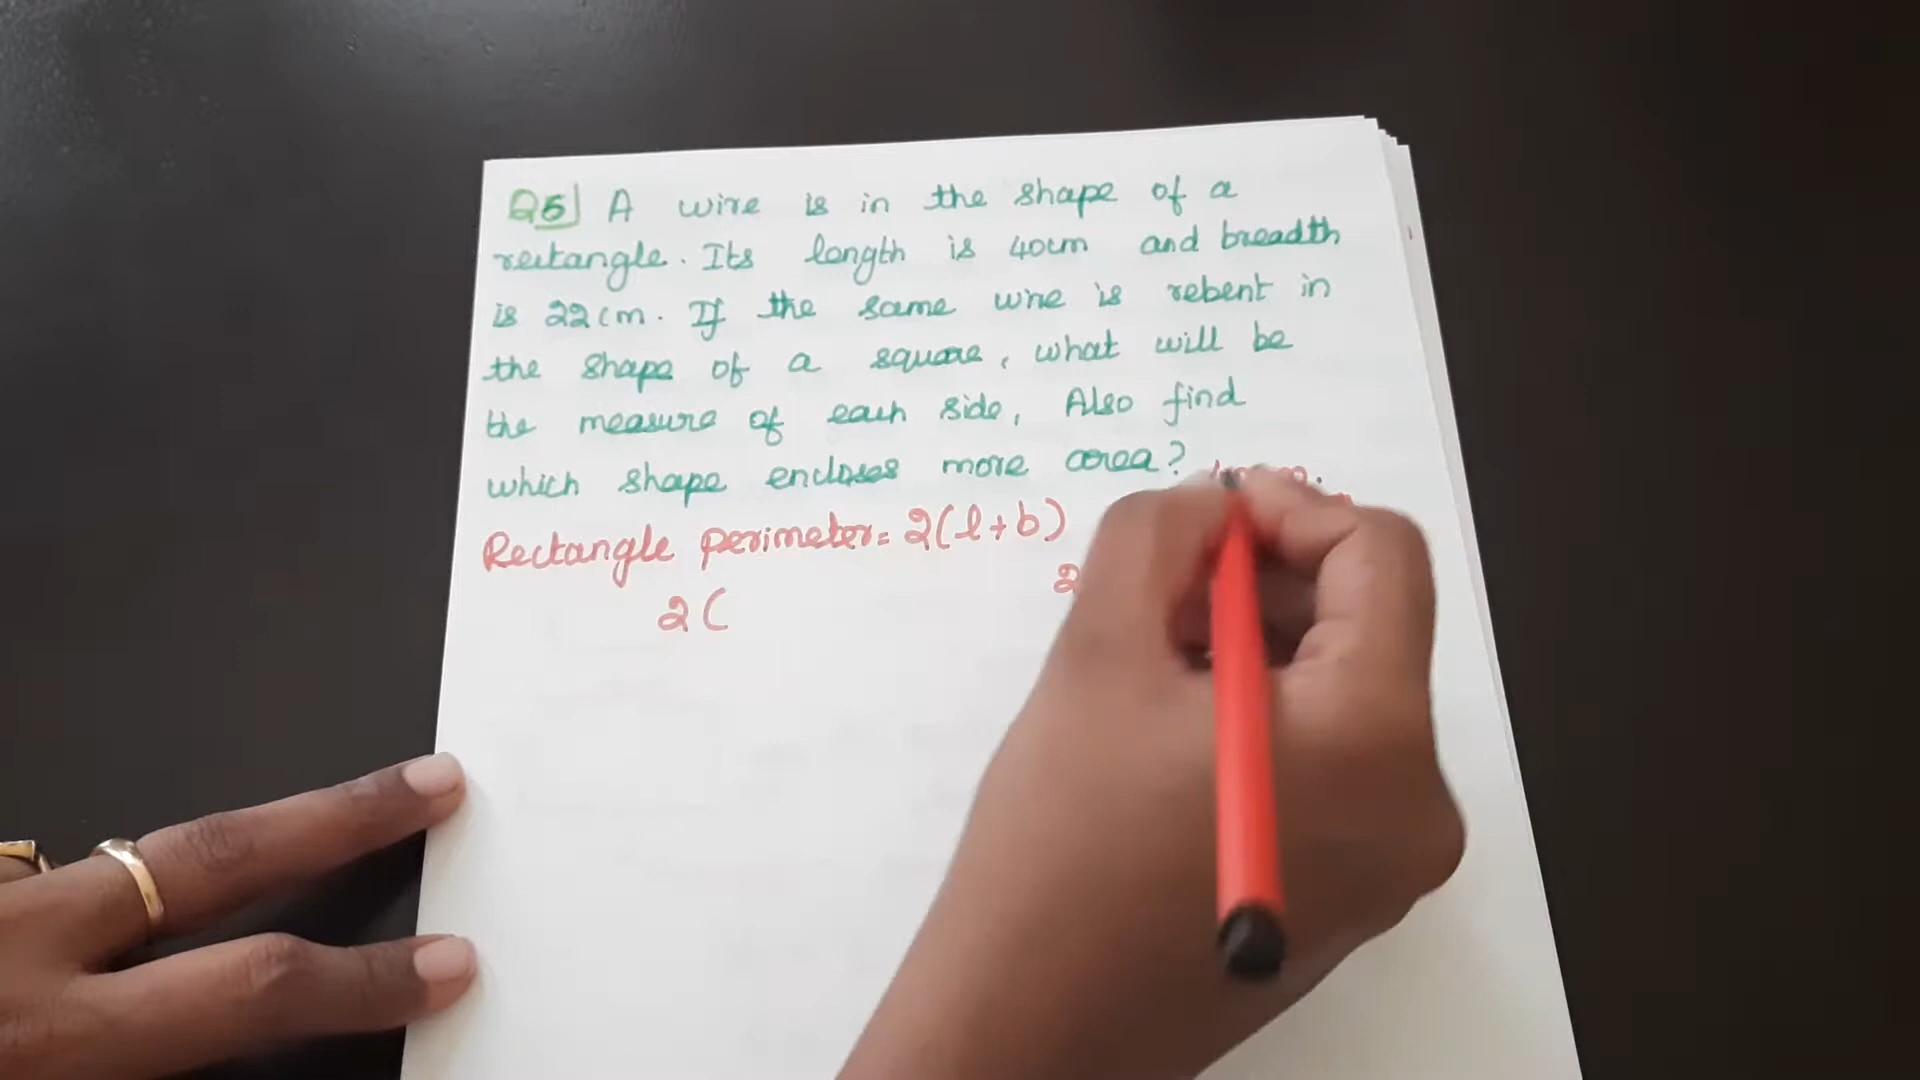 Q5] A wire is in the shape of a
rectangle. Its length is 40cm and breadth
is 22cm. If the same wire is rebent in
the shape of a square, what will be
the measure of each side, Also find
which shape encloses more area?
Rectangle perimeter = 2(l+b)
2(
2